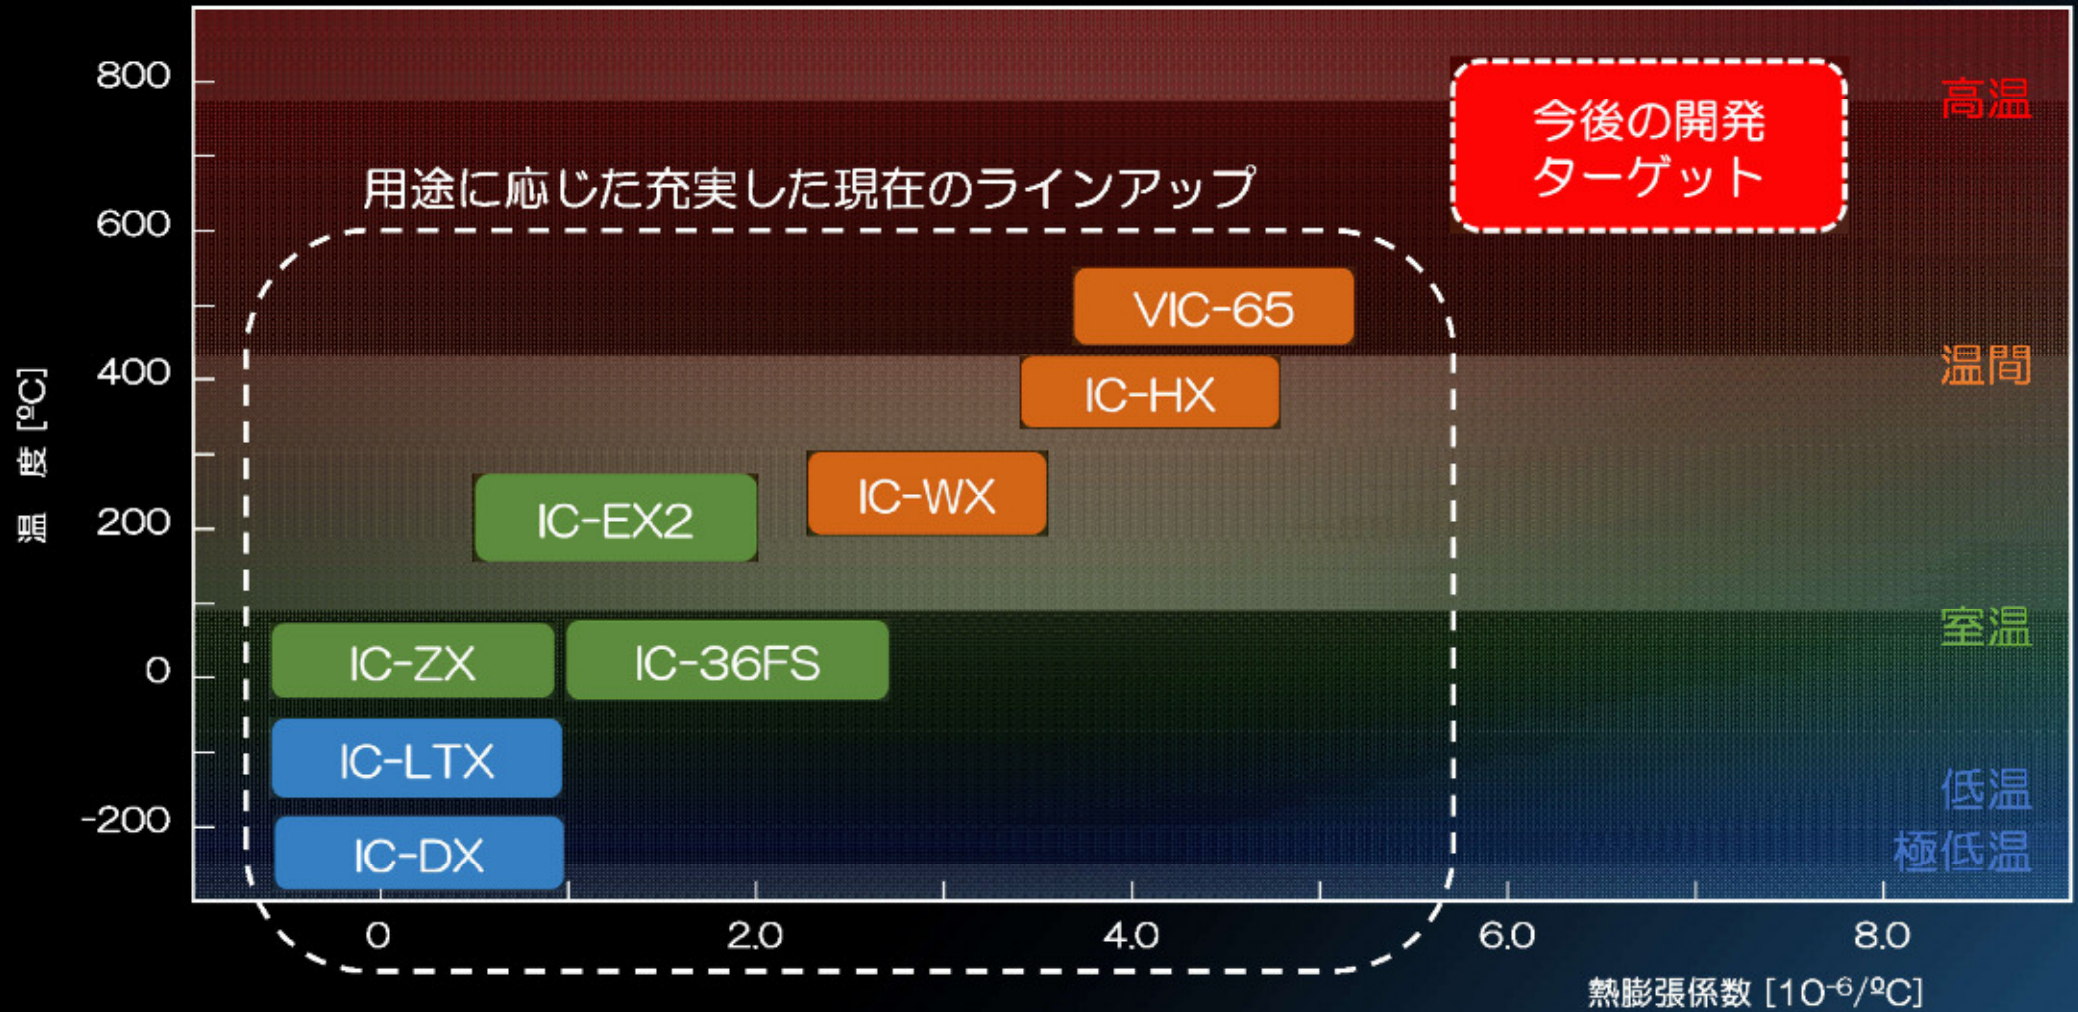 800
高温
今後の開発
ターゲット
用途に応じた充実した現在のラインアップ
600
VIC-65
400
IC-HX
温間
IC-WX
IC-EX2
200
温 度 [ºC]
室温
IC-ZX
IC-36FS
0
IC-LTX
低温
-200
IC-DX
極低温
0
2.0
4.0
6.0
8.0
熱膨張係数 [10⁻⁶/ºC]